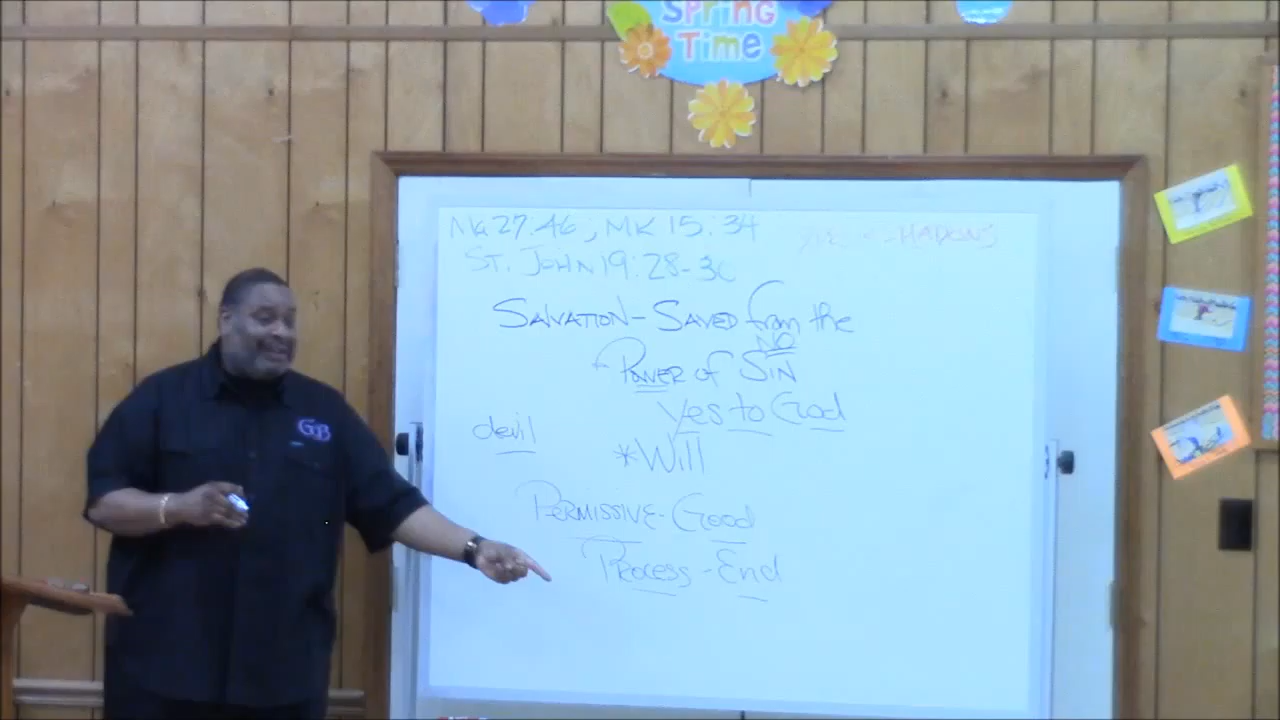 Spring
Time
Ma 27:46; MK 15:34
ST. JOHN 19:28-30
SALVATION - SAVED from the
NO
POWER of SIN
yes to God
devil
*Will
PERMISSIVE - Good
PROCESS - End
GB